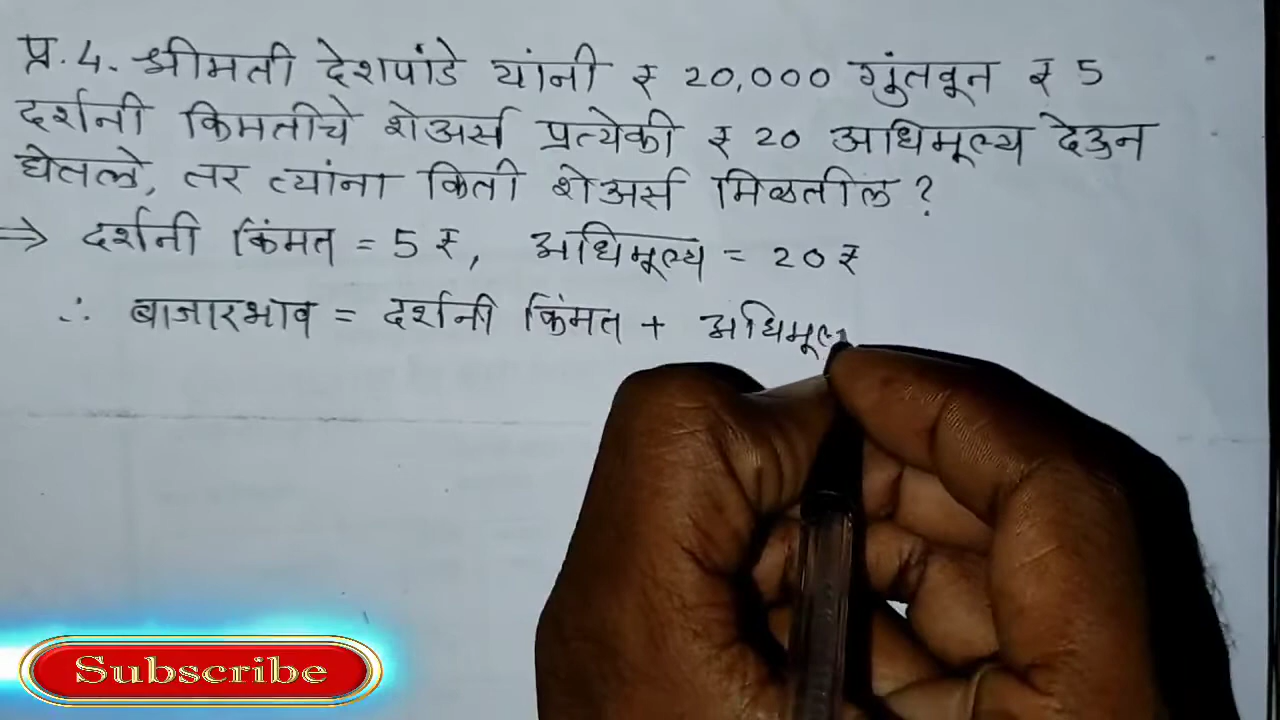 प्र. 4. श्रीमती देशपांडे यांनी ₹ 20,000 गुंतवून ₹ 5
दर्शनी किमतीचे शेअर्स प्रत्येकी ₹ 20 अधिमूल्य देऊन
घेतले, तर त्यांना किती शेअर्स मिळतील ?
⇒ दर्शनी किंमत = 5 ₹, अधिमूल्य = 20 ₹
∴ बाजारभाव = दर्शनी किंमत +
Subscribe